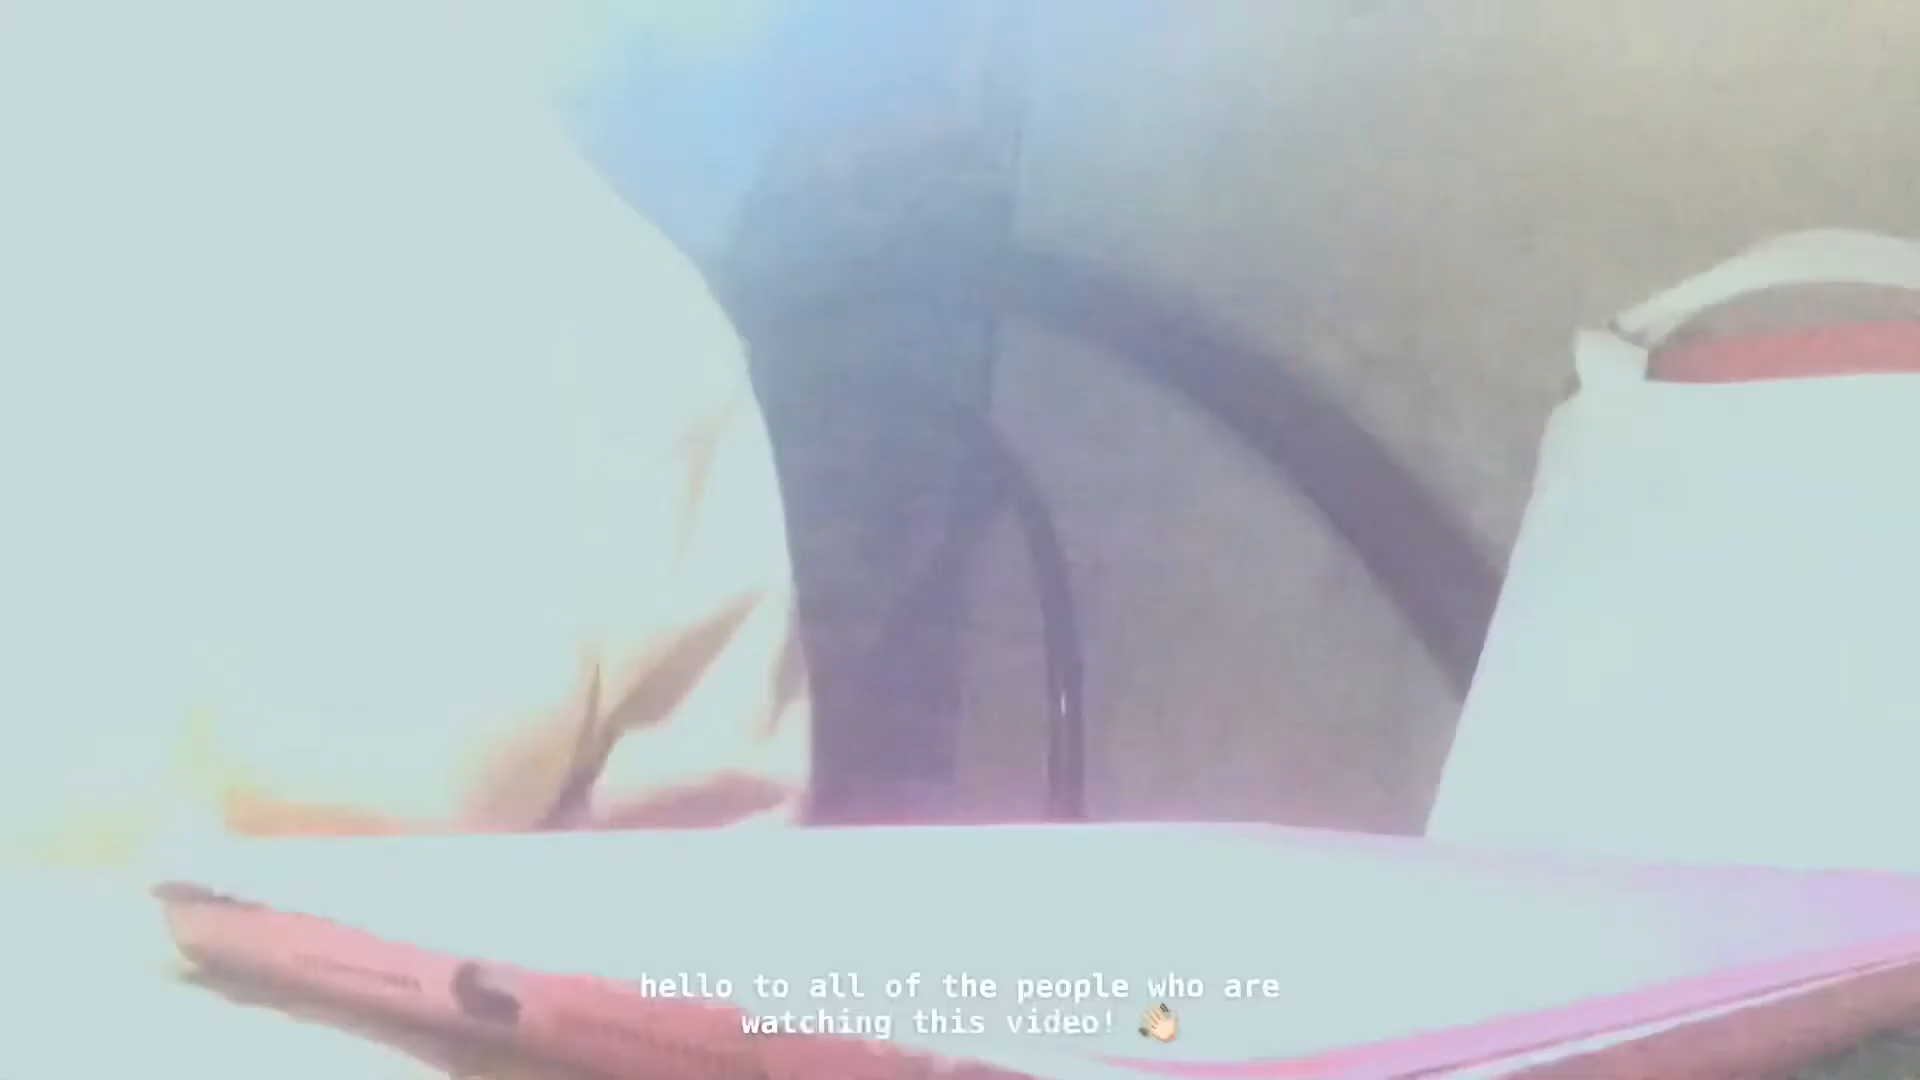 hello to all of the people who are
watching this video! 👋🏻